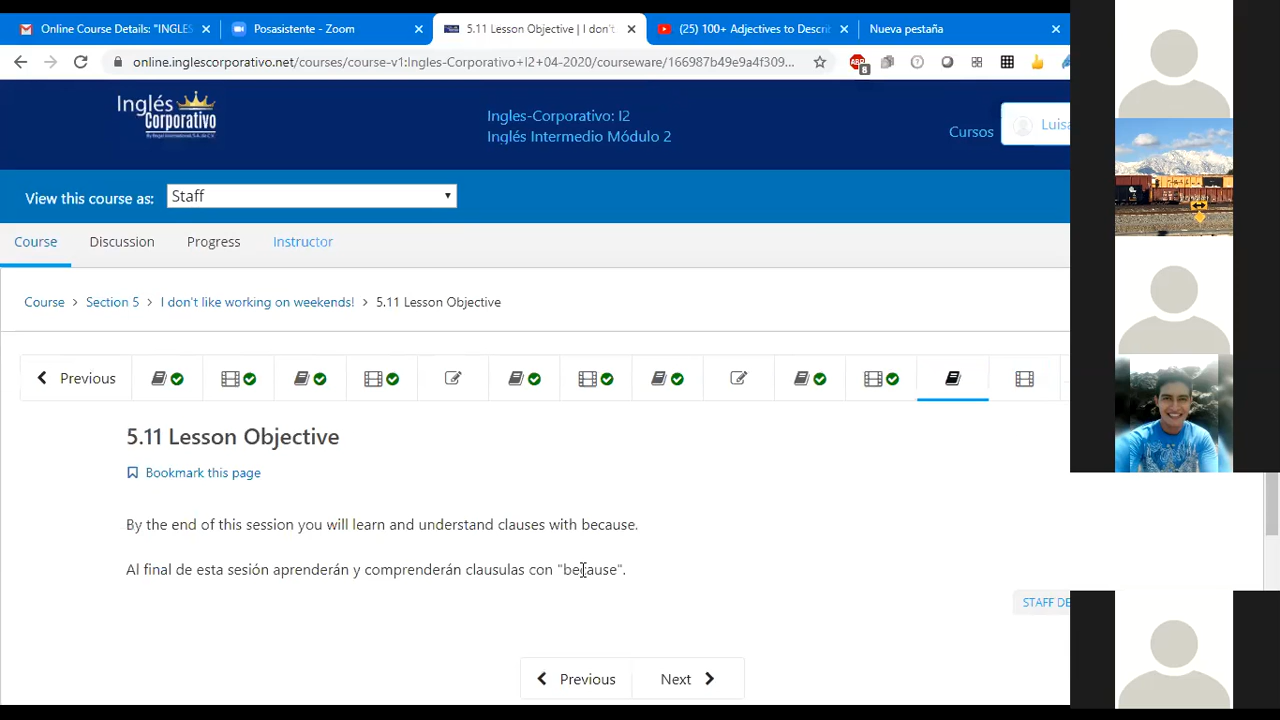 Online Course Details: "INGLES
Posasistente - Zoom
5.11 Lesson Objective | I don't
(25) 100+ Adjectives to Descri
Nueva pestaña
online.inglescorporativo.net/courses/course-v1:Ingles-Corporativo+I2+04-2020/courseware/166987b49e9a4f309...
ABP
8
Inglés
Corporativo
Ingles-Corporativo: I2
Inglés Intermedio Módulo 2
Cursos
Luisa
View this course as:
Staff
Course
Discussion
Progress
Instructor
Course > Section 5 > I don't like working on weekends! > 5.11 Lesson Objective
Previous
5.11 Lesson Objective
Bookmark this page
By the end of this session you will learn and understand clauses with because.
Al final de esta sesión aprenderán y comprenderán clausulas con "because".
STAFF DE
Previous
Next